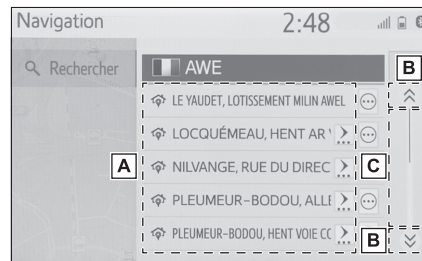 Navigation 2:48
Rechercher
AWE
B
LE YAUDET, LOTISSEMENT MILIN AWEL
LOCQUÉMEAU, HENT AR
A
NILVANGE, RUE DU DIREC
C
PLEUMEUR-BODOU, ALLE
PLEUMEUR-BODOU, HENT VOIE CC
B